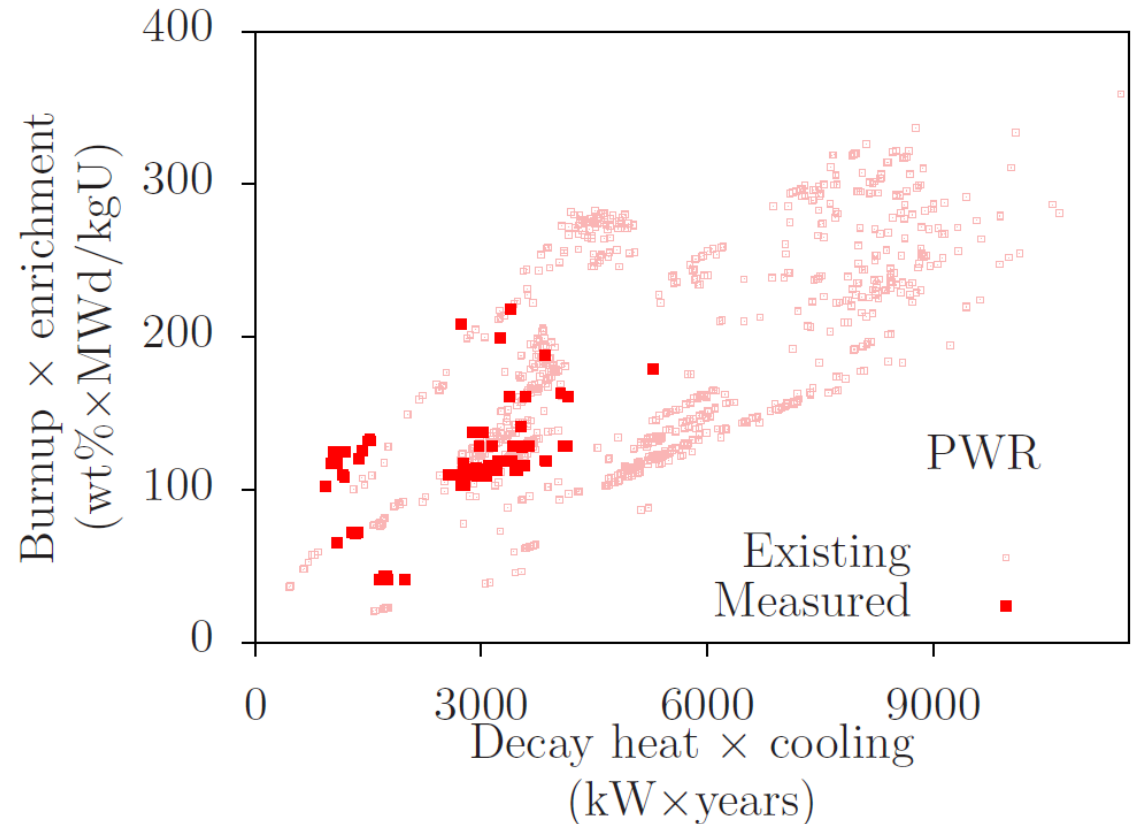 400
300
200
100
0
Burnup × enrichment
(wt%×MWd/kgU)
PWR
Existing
Measured
0 3000 6000 9000
Decay heat × cooling
(kW×years)